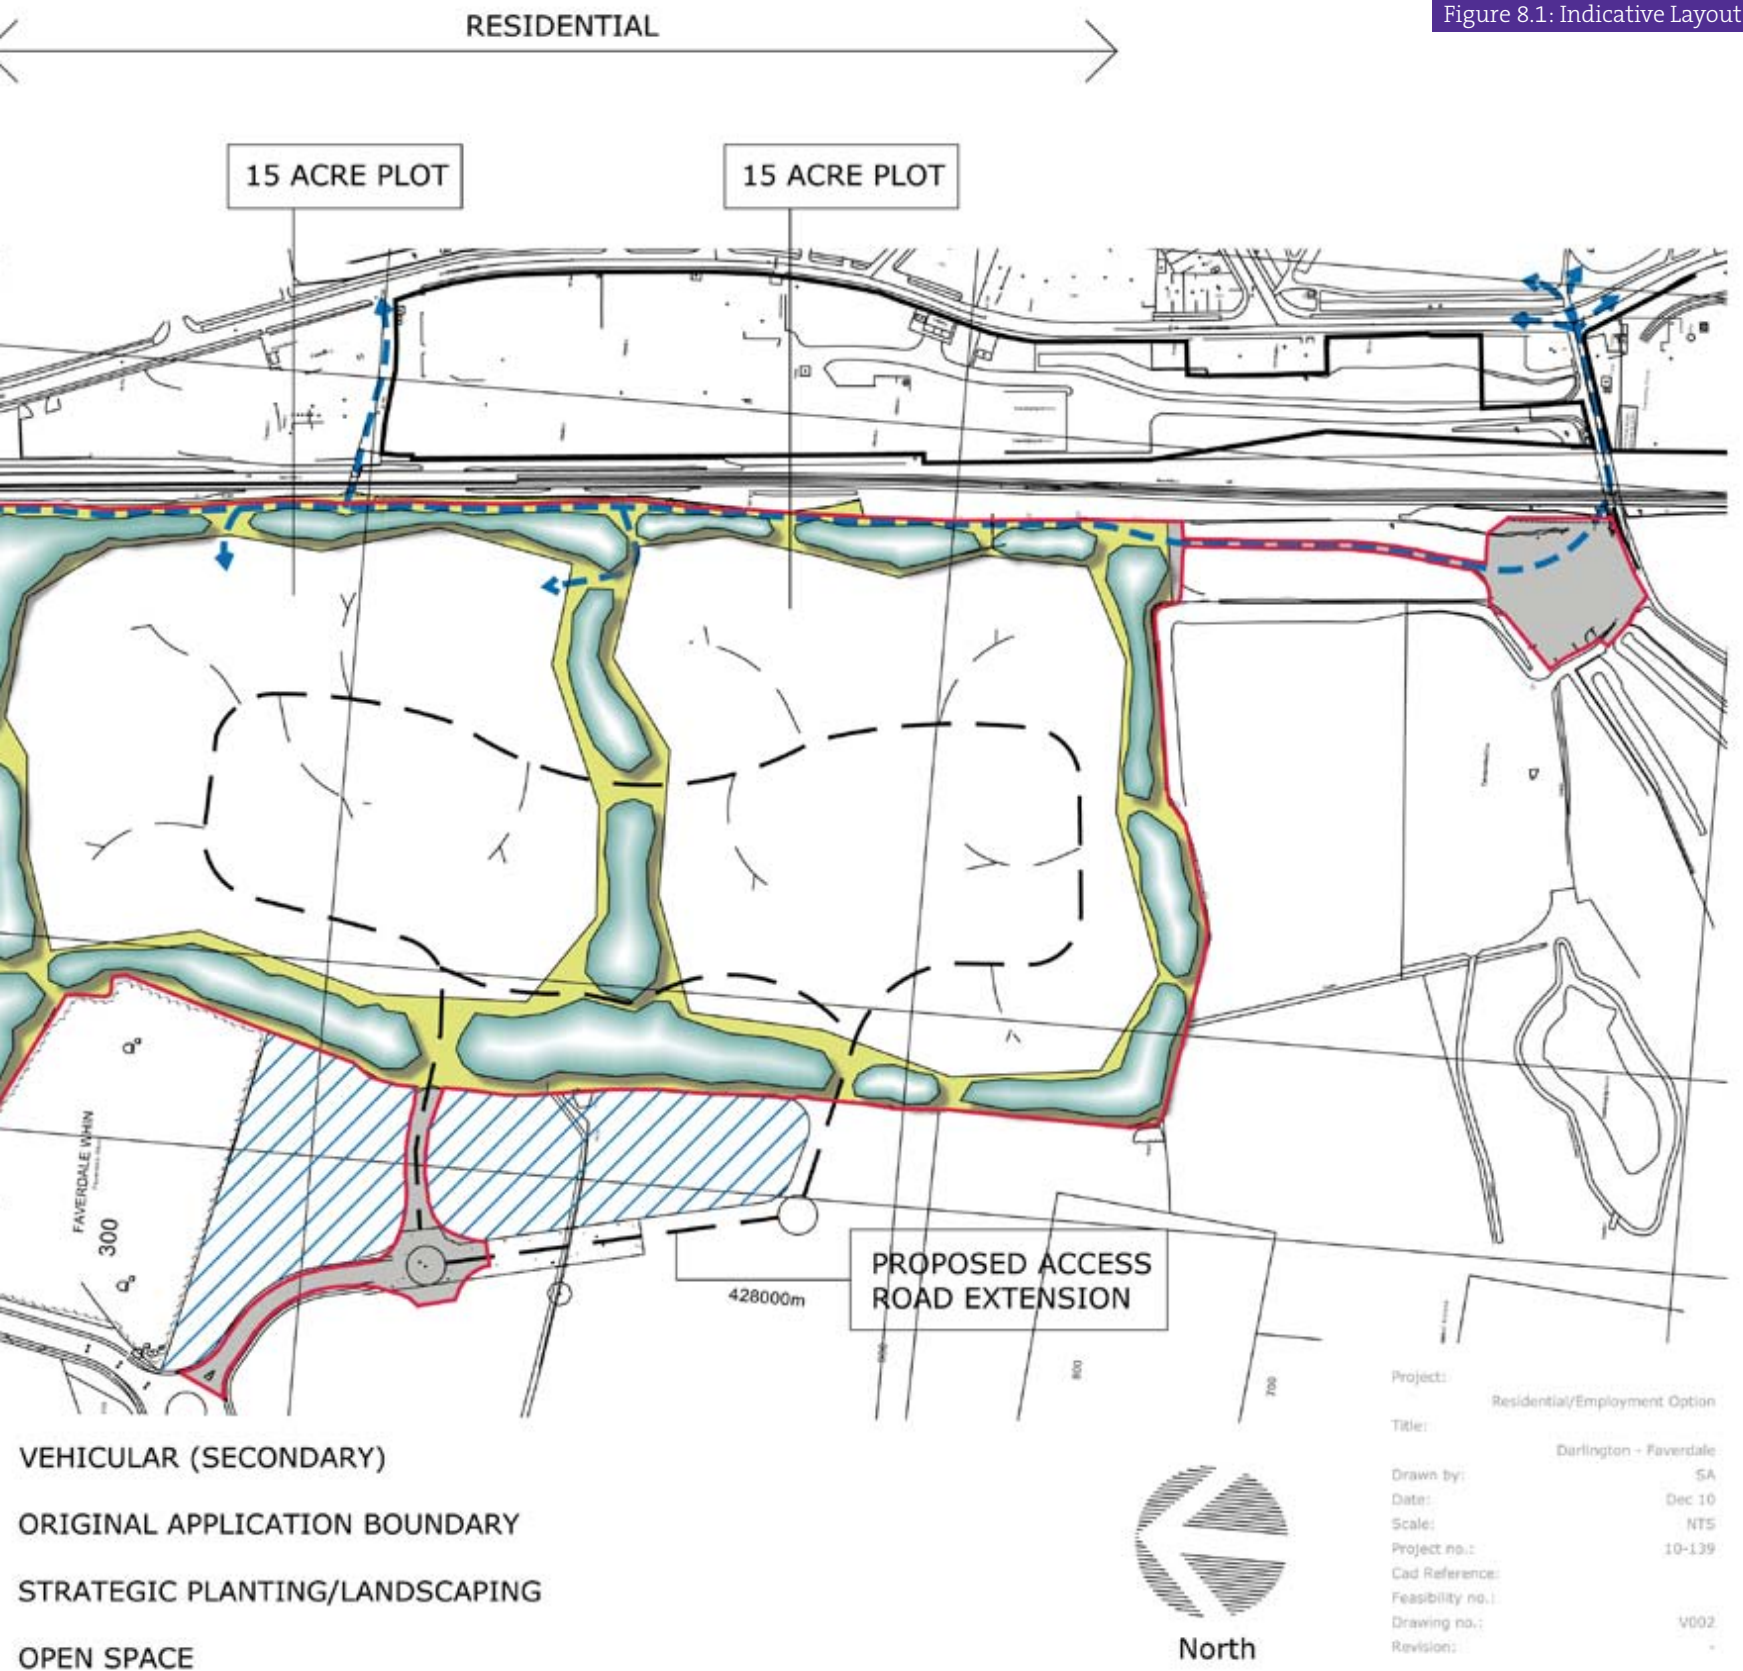 Figure 8.1: Indicative Layout
RESIDENTIAL
15 ACRE PLOT
15 ACRE PLOT
FAVERDALE WHIN
300
PROPOSED ACCESS
ROAD EXTENSION
428000m
800
700
VEHICULAR (SECONDARY)
ORIGINAL APPLICATION BOUNDARY
STRATEGIC PLANTING/LANDSCAPING
OPEN SPACE
North
Project:
Residential/Employment Option
Title:
Darlington - Faverdale
Drawn by: SA
Date: Dec 10
Scale: NTS
Project no.: 10-139
Cad Reference:
Feasibility no.:
Drawing no.: V002
Revision: -